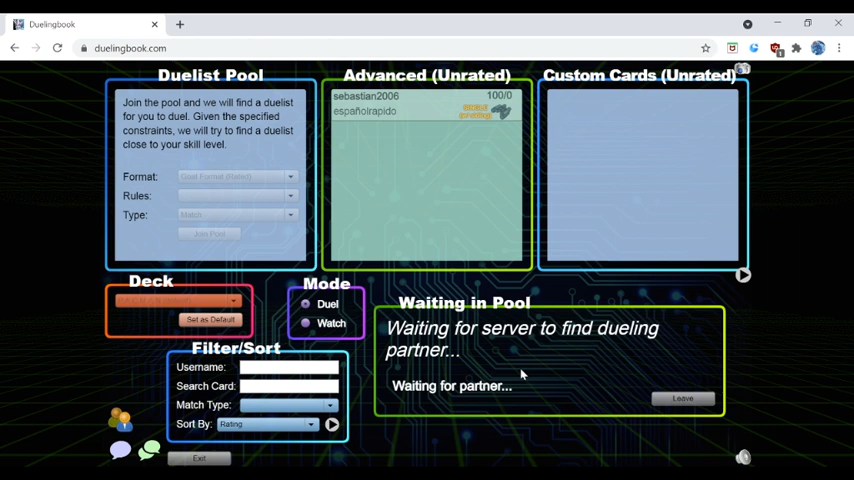 Duelingbook
duelingbook.com
Duelist Pool
Join the pool and we will find a duelist
for you to duel. Given the specified
constraints, we will try to find a duelist
close to your skill level.
Format: Goat Format (Rated)
Rules:
Type: Match
Join Pool
Advanced (Unrated)
sebastian2006 100/0
españolrapido
Custom Cards (Unrated)
Deck
Set as Default
Mode
Duel
Watch
Waiting in Pool
Waiting for server to find dueling
partner...
Waiting for partner...
Leave
Filter/Sort
Username:
Search Card:
Match Type:
Sort By: Rating
Exit